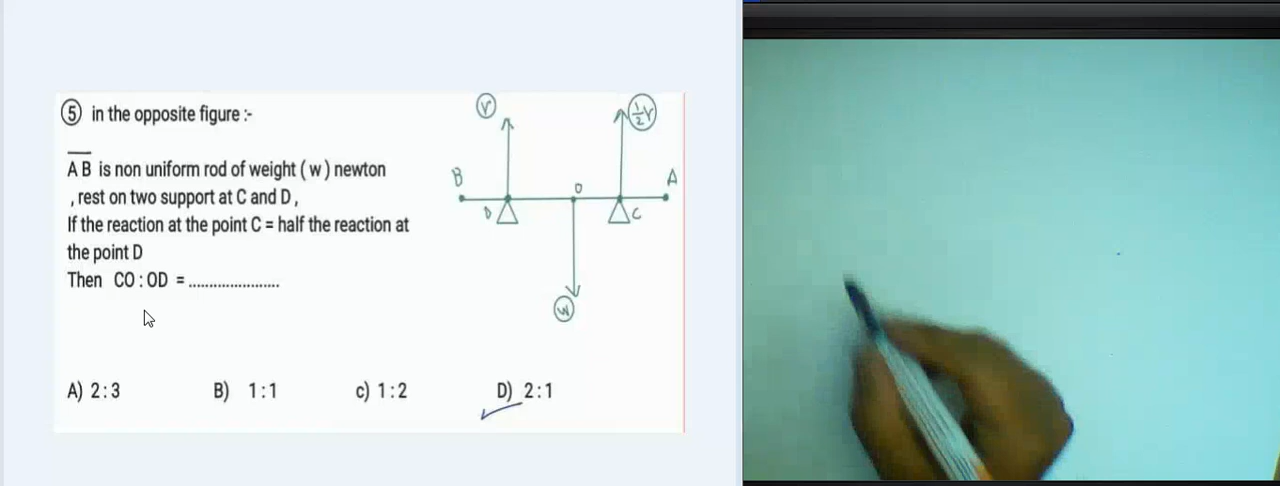 ⑤ in the opposite figure :-
A B is non uniform rod of weight ( w ) newton
, rest on two support at C and D ,
If the reaction at the point C = half the reaction at
the point D
Then CO : OD = ......................
A) 2 : 3 B) 1 : 1 c) 1 : 2 D) 2 : 1
r
½r
B
O
A
D
C
w